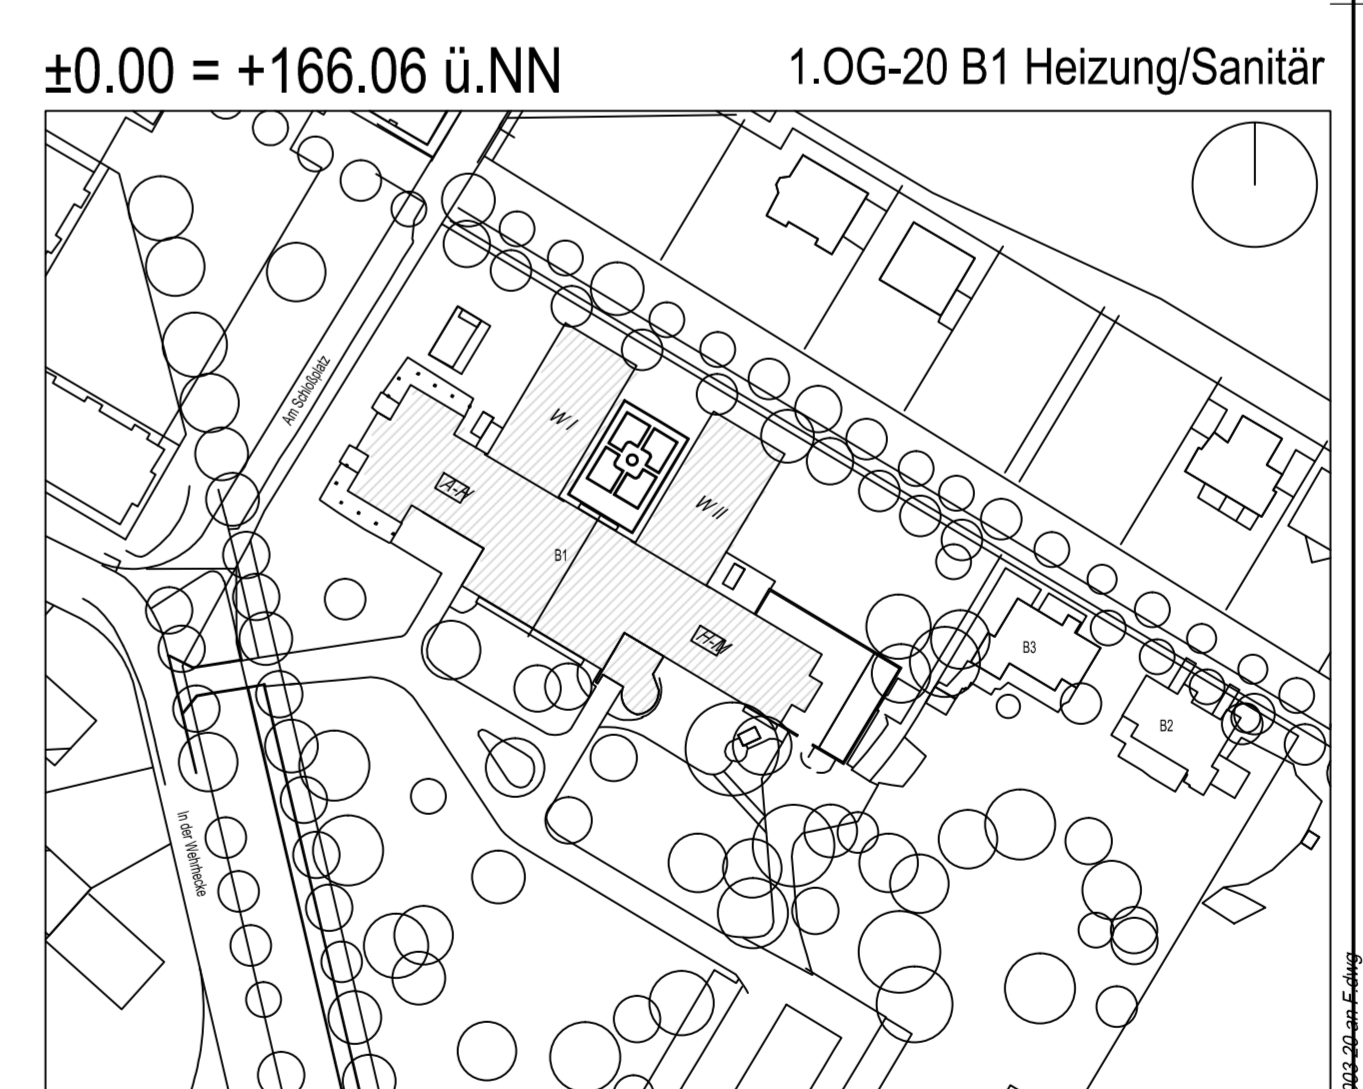 ±0.00 = +166.06 ü.NN
1.OG-20 B1 Heizung/Sanitär
Am Schloßplatz
W I
W II
B1
B3
B2
In der Wehrhecke